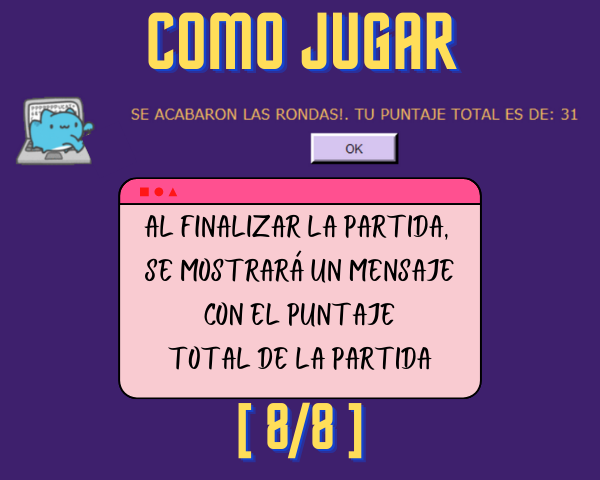 COMO JUGAR
SE ACABARON LAS RONDAS!. TU PUNTAJE TOTAL ES DE: 31
OK
AL FINALIZAR LA PARTIDA,
SE MOSTRARÁ UN MENSAJE
CON EL PUNTAJE
TOTAL DE LA PARTIDA
[ 8/8 ]